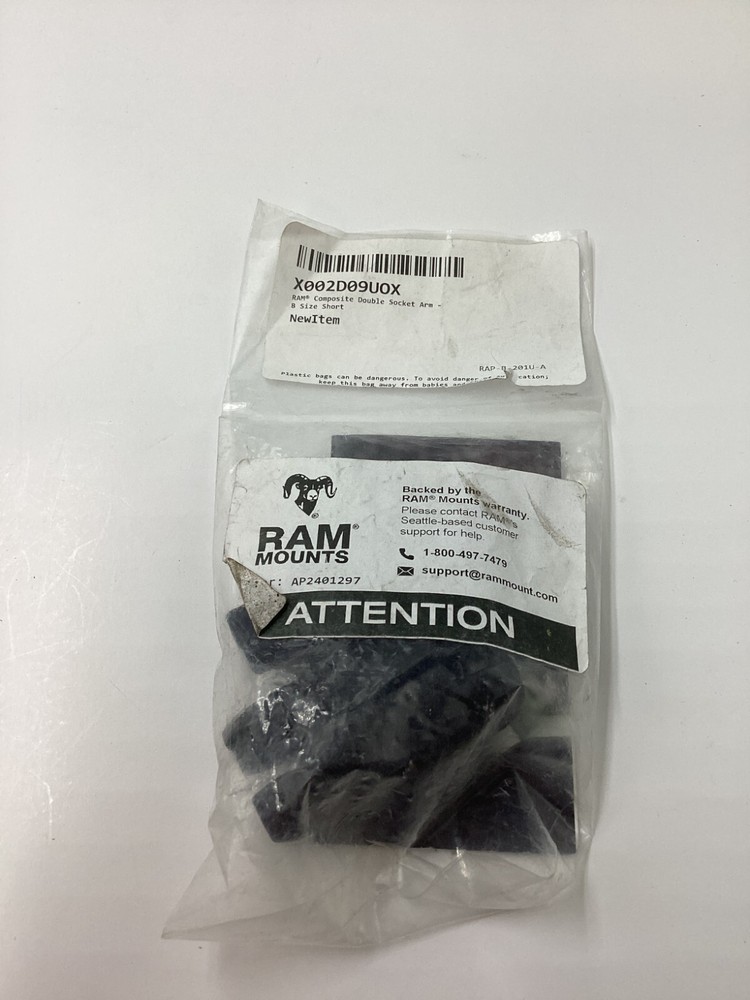 X002D09UOX
RAM® Composite Double Socket Arm -
B Size Short
NewItem
RAP-B-201U-A
Plastic bags can be dangerous. To avoid danger of cation;
keep this bag away from babies and
RAM®
MOUNTS
Backed by the
RAM® Mounts warranty.
Please contact RAM®'s
Seattle-based customer
support for help.
1-800-497-7479
support@rammount.com
r: AP2401297
ATTENTION